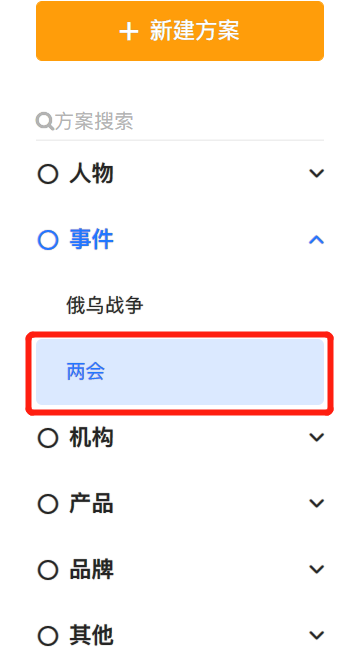 + 新建方案
方案搜索
人物
事件
俄乌战争
两会
机构
产品
品牌
其他